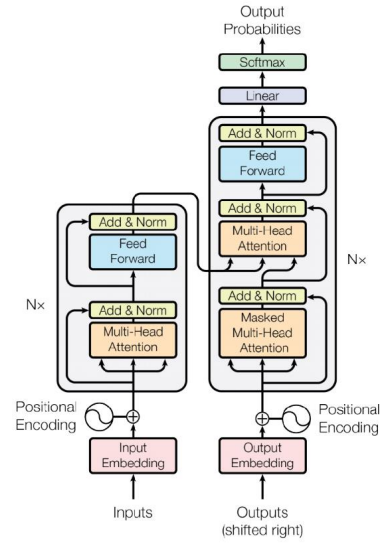 Output
Probabilities
Softmax
Linear
Add & Norm
Feed
Forward
Add & Norm
Multi-Head
Attention
Add & Norm
Masked
Multi-Head
Attention
Nx
Add & Norm
Feed
Forward
Add & Norm
Multi-Head
Attention
Nx
Positional
Encoding
Positional
Encoding
Input
Embedding
Output
Embedding
Inputs
Outputs
(shifted right)